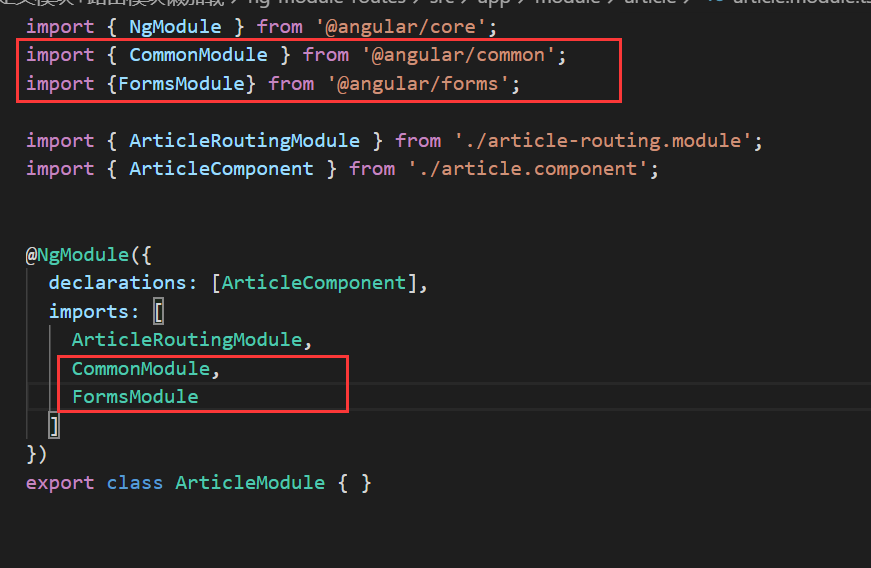 ng-module-routes > src > app > module > article > article.module.ts
import { NgModule } from '@angular/core';
import { CommonModule } from '@angular/common';
import {FormsModule} from '@angular/forms';
import { ArticleRoutingModule } from './article-routing.module';
import { ArticleComponent } from './article.component';
@NgModule({
declarations: [ArticleComponent],
imports: [
ArticleRoutingModule,
CommonModule,
FormsModule
]
})
export class ArticleModule { }